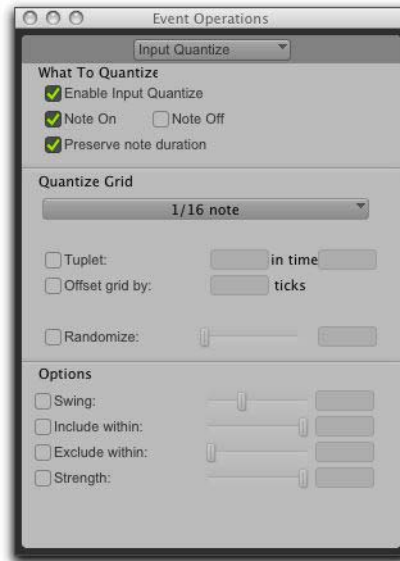 Event Operations
Input Quantize
What To Quantize
Enable Input Quantize
Note On Note Off
Preserve note duration
Quantize Grid
1/16 note
Tuplet: in time
Offset grid by: ticks
Randomize:
Options
Swing:
Include within:
Exclude within:
Strength: